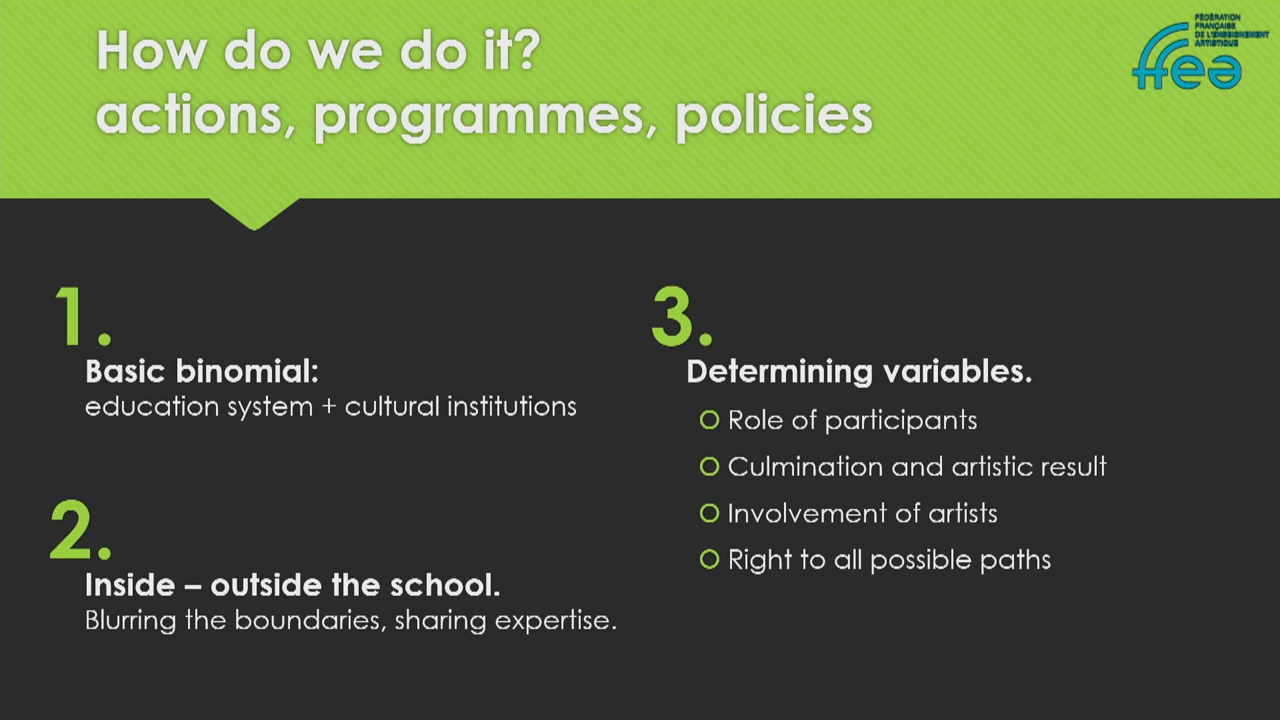 How do we do it?
actions, programmes, policies
FÉDÉRATION
FRANÇAISE
DE L'ENSEIGNEMENT
ARTISTIQUE
ffea
1.
Basic binomial:
education system + cultural institutions
2.
Inside – outside the school.
Blurring the boundaries, sharing expertise.
3.
Determining variables.
Role of participants
Culmination and artistic result
Involvement of artists
Right to all possible paths